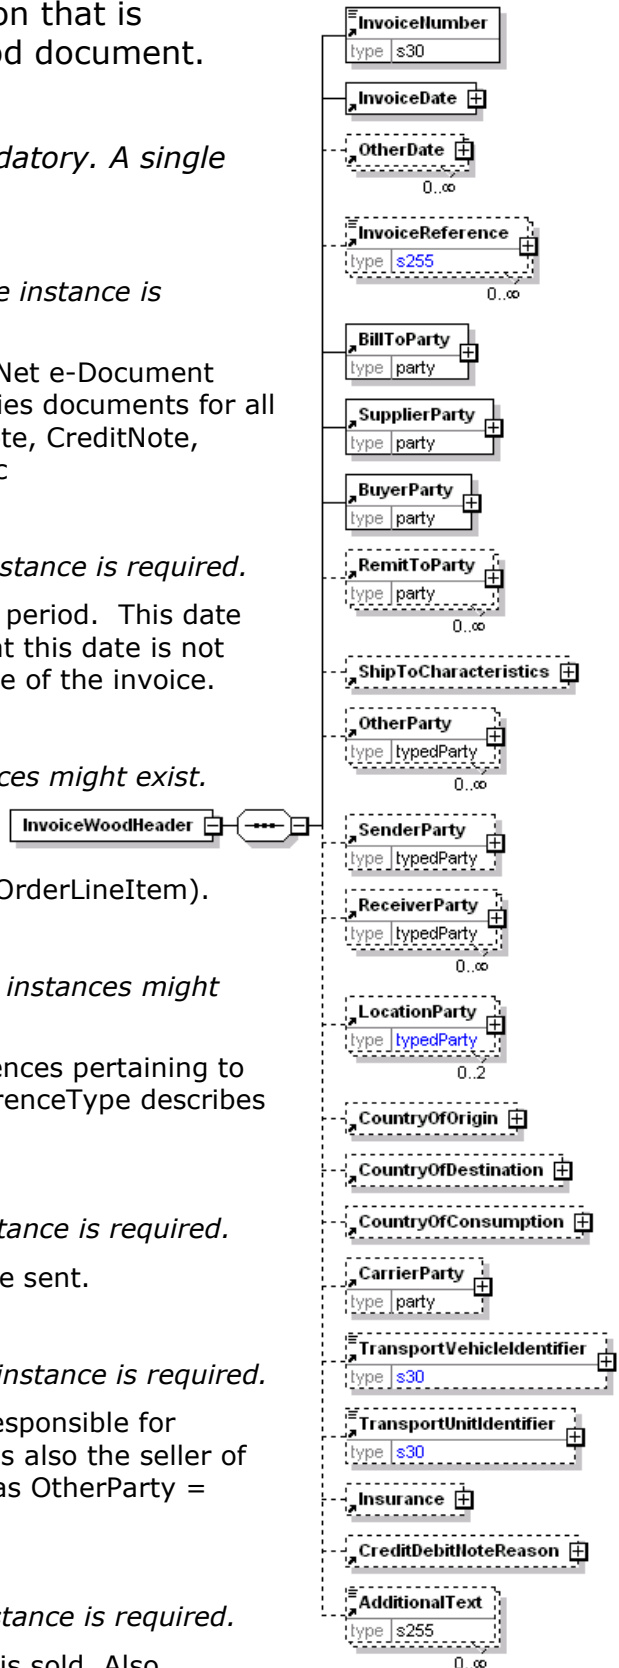 on that is
od document.
datory. A single
e instance is
Net e-Document
ies documents for all
te, CreditNote,
c
stance is required.
period. This date
at this date is not
e of the invoice.
ces might exist.
OrderLineItem).
instances might
ences pertaining to
renceType describes
tance is required.
e sent.
instance is required.
esponsible for
s also the seller of
as OtherParty =
stance is required.
is sold. Also
InvoiceWoodHeader
InvoiceNumber
type s30
InvoiceDate
OtherDate
0..∞
InvoiceReference
type s255
0..∞
BillToParty
type party
SupplierParty
type party
BuyerParty
type party
RemitToParty
type party
0..∞
ShipToCharacteristics
OtherParty
type typedParty
0..∞
SenderParty
type typedParty
ReceiverParty
type typedParty
0..∞
LocationParty
type typedParty
0..2
CountryOfOrigin
CountryOfDestination
CountryOfConsumption
CarrierParty
type party
TransportVehicleIdentifier
type s30
TransportUnitIdentifier
type s30
Insurance
CreditDebitNoteReason
AdditionalText
type s255
0..∞